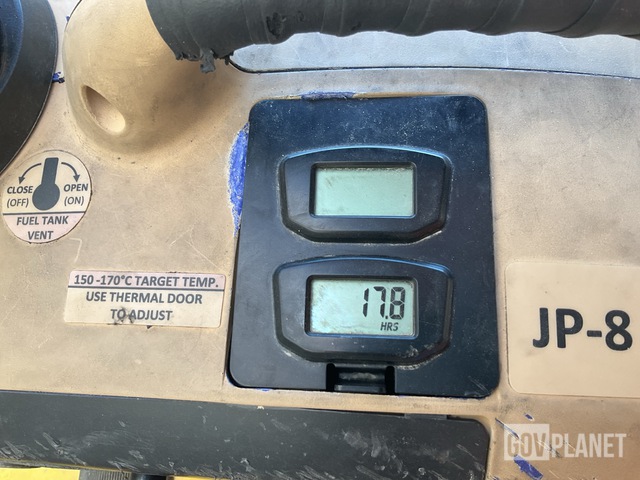 CLOSE OPEN
(OFF) (ON)
FUEL TANK
VENT
150 -170°C TARGET TEMP.
USE THERMAL DOOR
TO ADJUST
17.8
HRS
JP-8
GOVPLANET